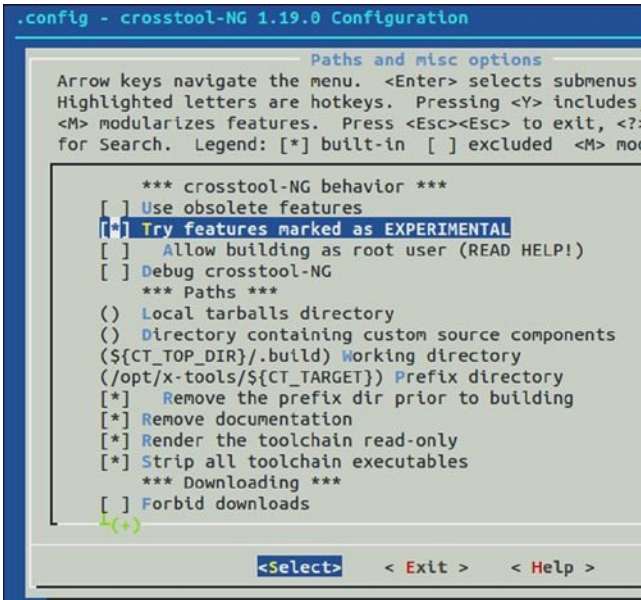 .config - crosstool-NG 1.19.0 Configuration
Paths and misc options
Arrow keys navigate the menu.  <Enter> selects submenus
Highlighted letters are hotkeys.  Pressing <Y> includes
<M> modularizes features.  Press <Esc><Esc> to exit, <?>
for Search.  Legend: [*] built-in  [ ] excluded  <M> mod
*** crosstool-NG behavior ***
[ ] Use obsolete features
[*] Try features marked as EXPERIMENTAL
[ ]   Allow building as root user (READ HELP!)
[ ] Debug crosstool-NG
*** Paths ***
()  Local tarballs directory
()  Directory containing custom source components
(${CT_TOP_DIR}/.build) Working directory
(/opt/x-tools/${CT_TARGET}) Prefix directory
[*]   Remove the prefix dir prior to building
[*] Remove documentation
[*] Render the toolchain read-only
[*] Strip all toolchain executables
*** Downloading ***
[ ] Forbid downloads
(+)
<Select>    < Exit >    < Help >